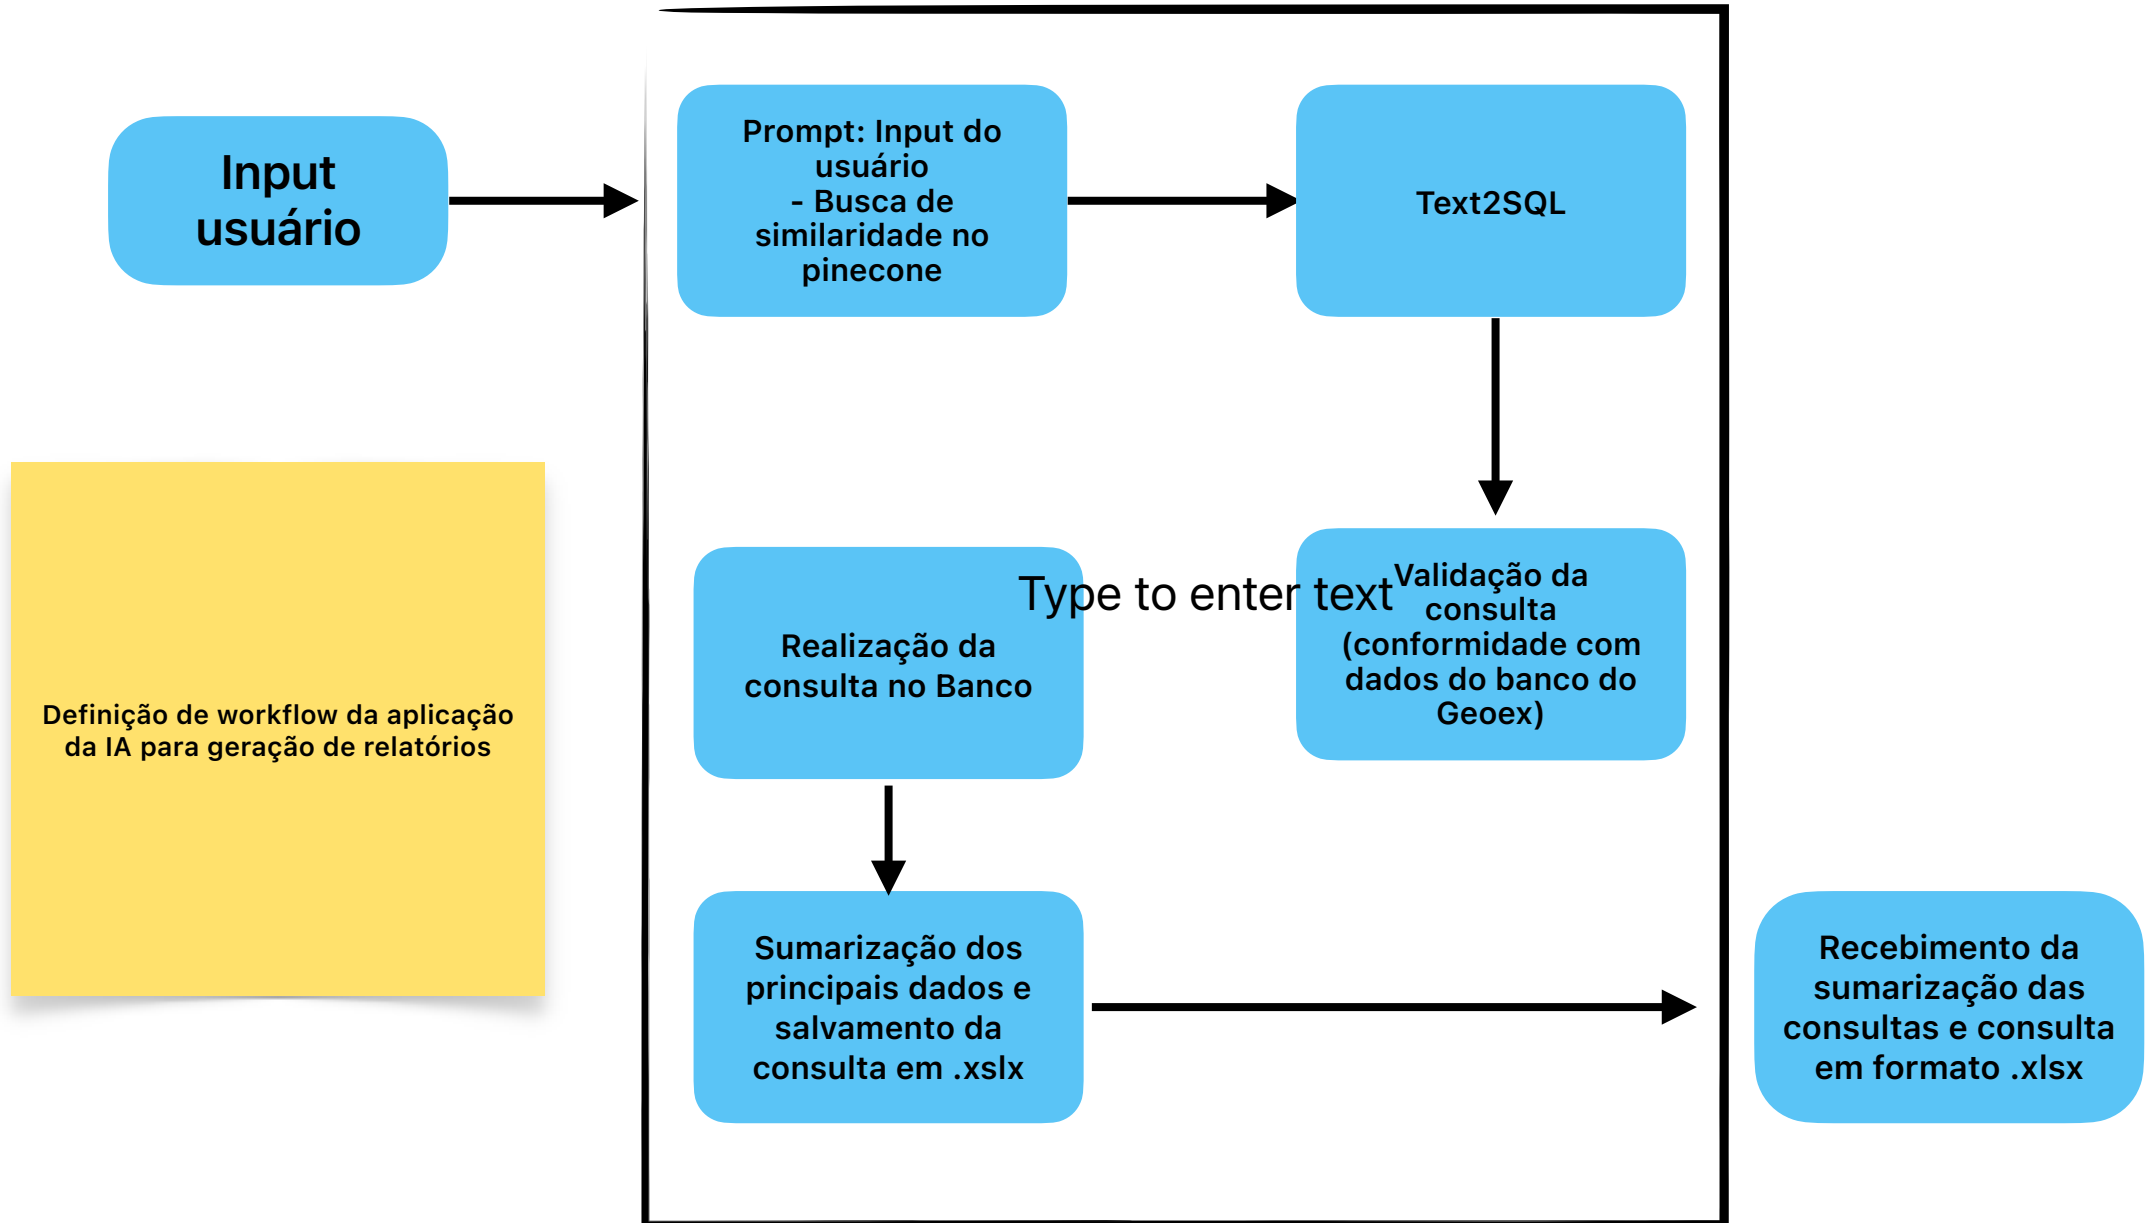 Input
usuário
Prompt: Input do
usuário
- Busca de
similaridade no
pinecone
Text2SQL
Definição de workflow da aplicação
da IA para geração de relatórios
Type to enter text
Realização da
consulta no Banco
Validação da
consulta
(conformidade com
dados do banco do
Geoex)
Sumarização dos
principais dados e
salvamento da
consulta em .xslx
Recebimento da
sumarização das
consultas e consulta
em formato .xlsx